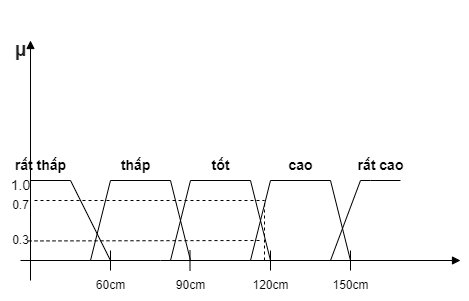 μ
rất thấp thấp tốt cao rất cao
1.0
0.7
0.3
60cm 90cm 120cm 150cm